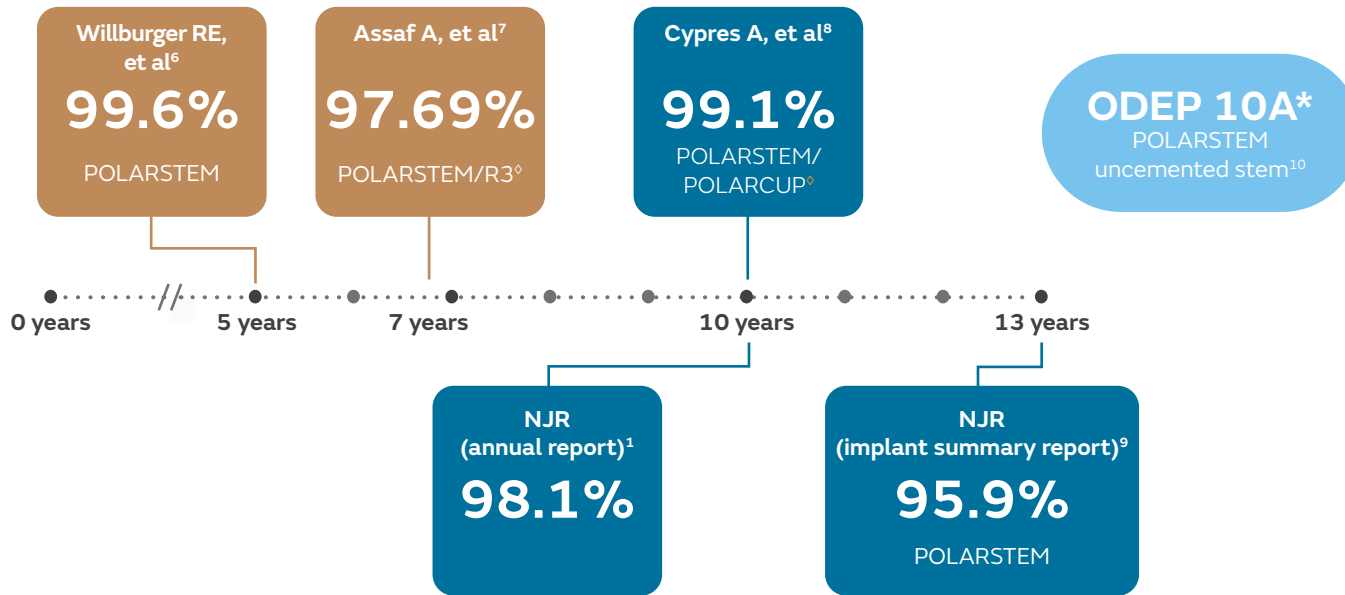 Willburger RE,
et al⁶
99.6%
POLARSTEM
Assaf A, et al⁷
97.69%
POLARSTEM/R3◊
Cypres A, et al⁸
99.1%
POLARSTEM/
POLARCUP◊
ODEP 10A*
POLARSTEM
uncemented stem¹⁰
0 years
5 years
7 years
10 years
13 years
NJR
(annual report)¹
98.1%
NJR
(implant summary report)⁹
95.9%
POLARSTEM